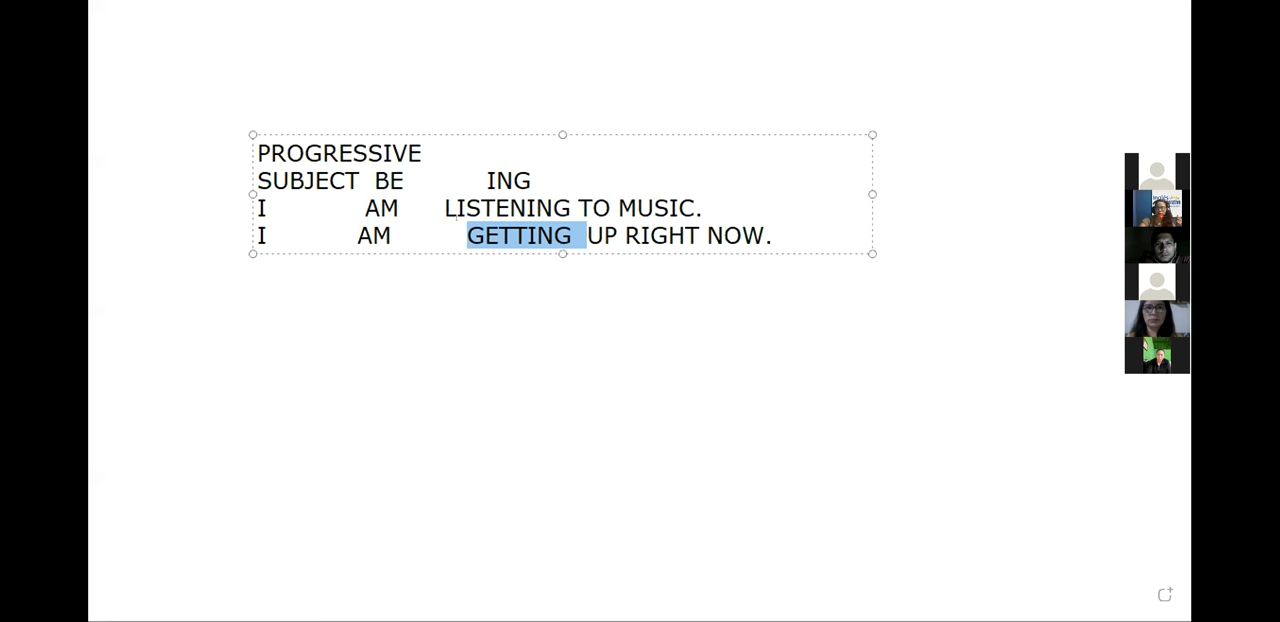 PROGRESSIVE
SUBJECT BE ING
I AM LISTENING TO MUSIC.
I AM GETTING UP RIGHT NOW.